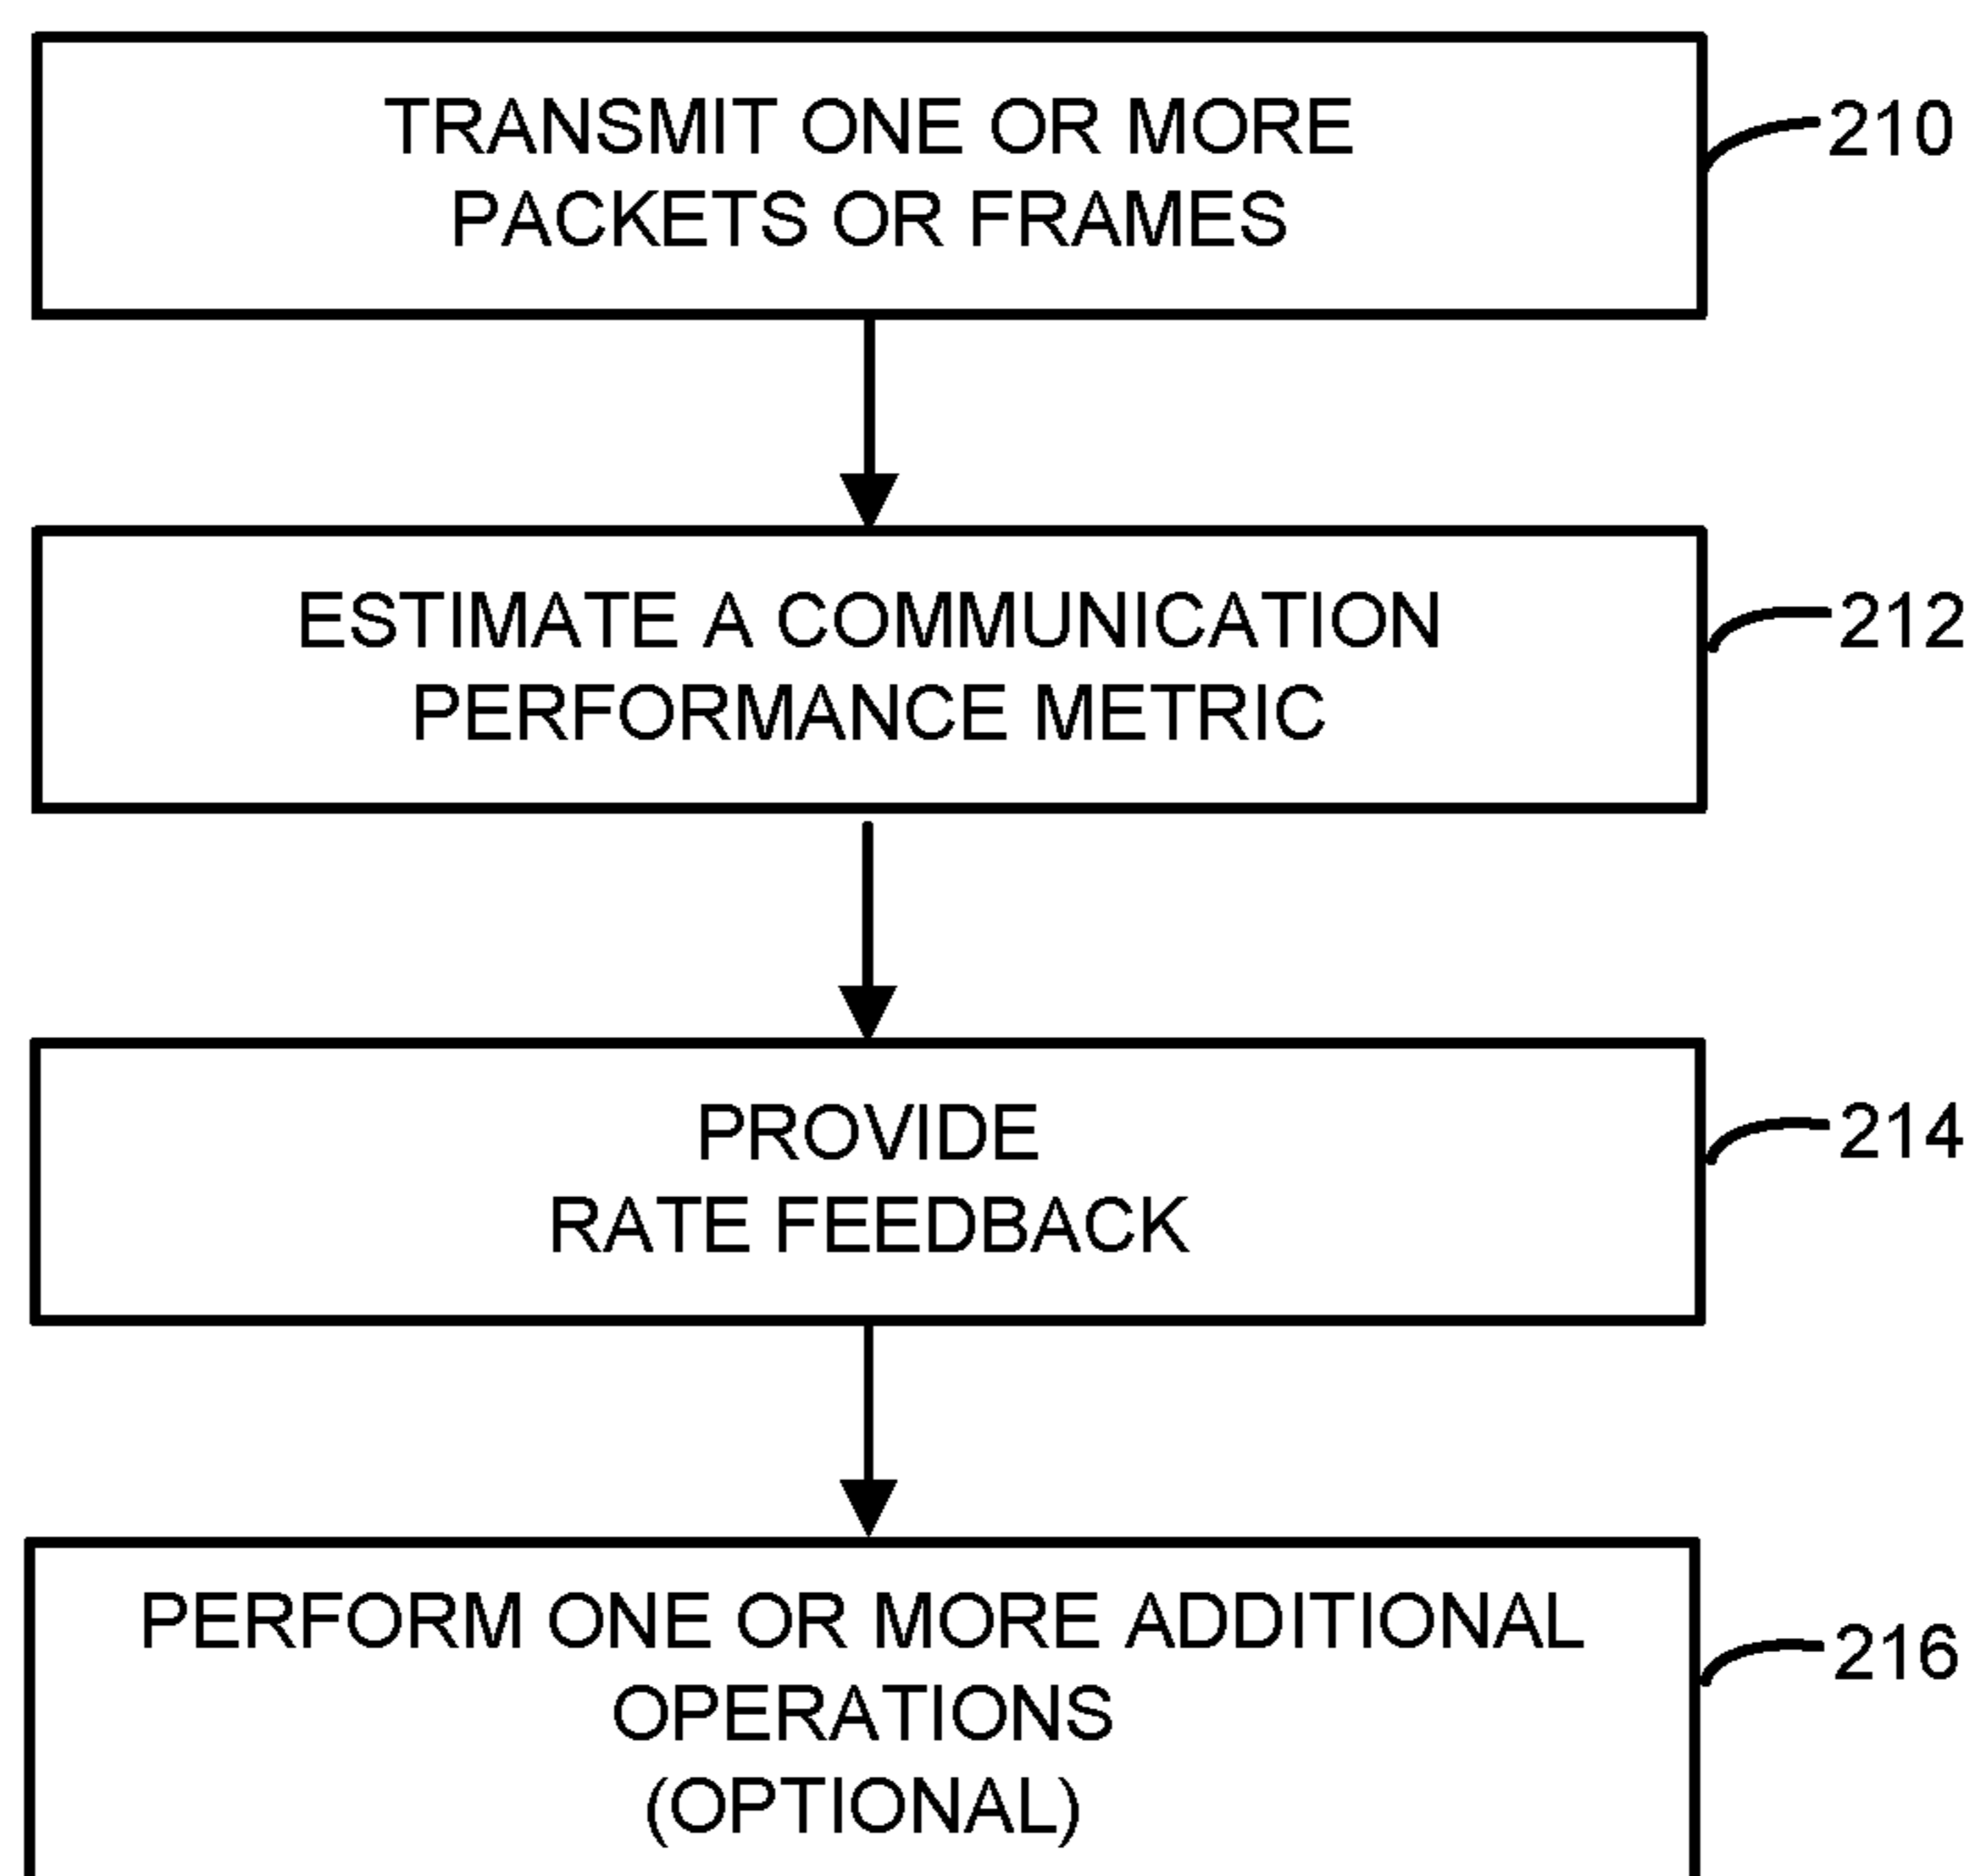 TRANSMIT ONE OR MORE
PACKETS OR FRAMES
210
ESTIMATE A COMMUNICATION
PERFORMANCE METRIC
212
PROVIDE
RATE FEEDBACK
214
PERFORM ONE OR MORE ADDITIONAL
OPERATIONS
(OPTIONAL)
216